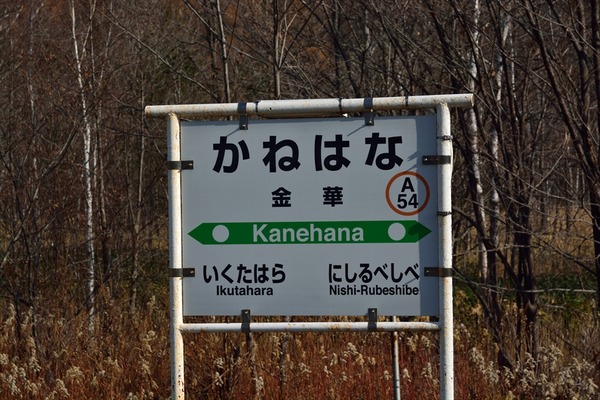 かねはな
金華
A
54
Kanehana
いくたはら
Ikutahara
にしるべしべ
Nishi-Rubeshibe